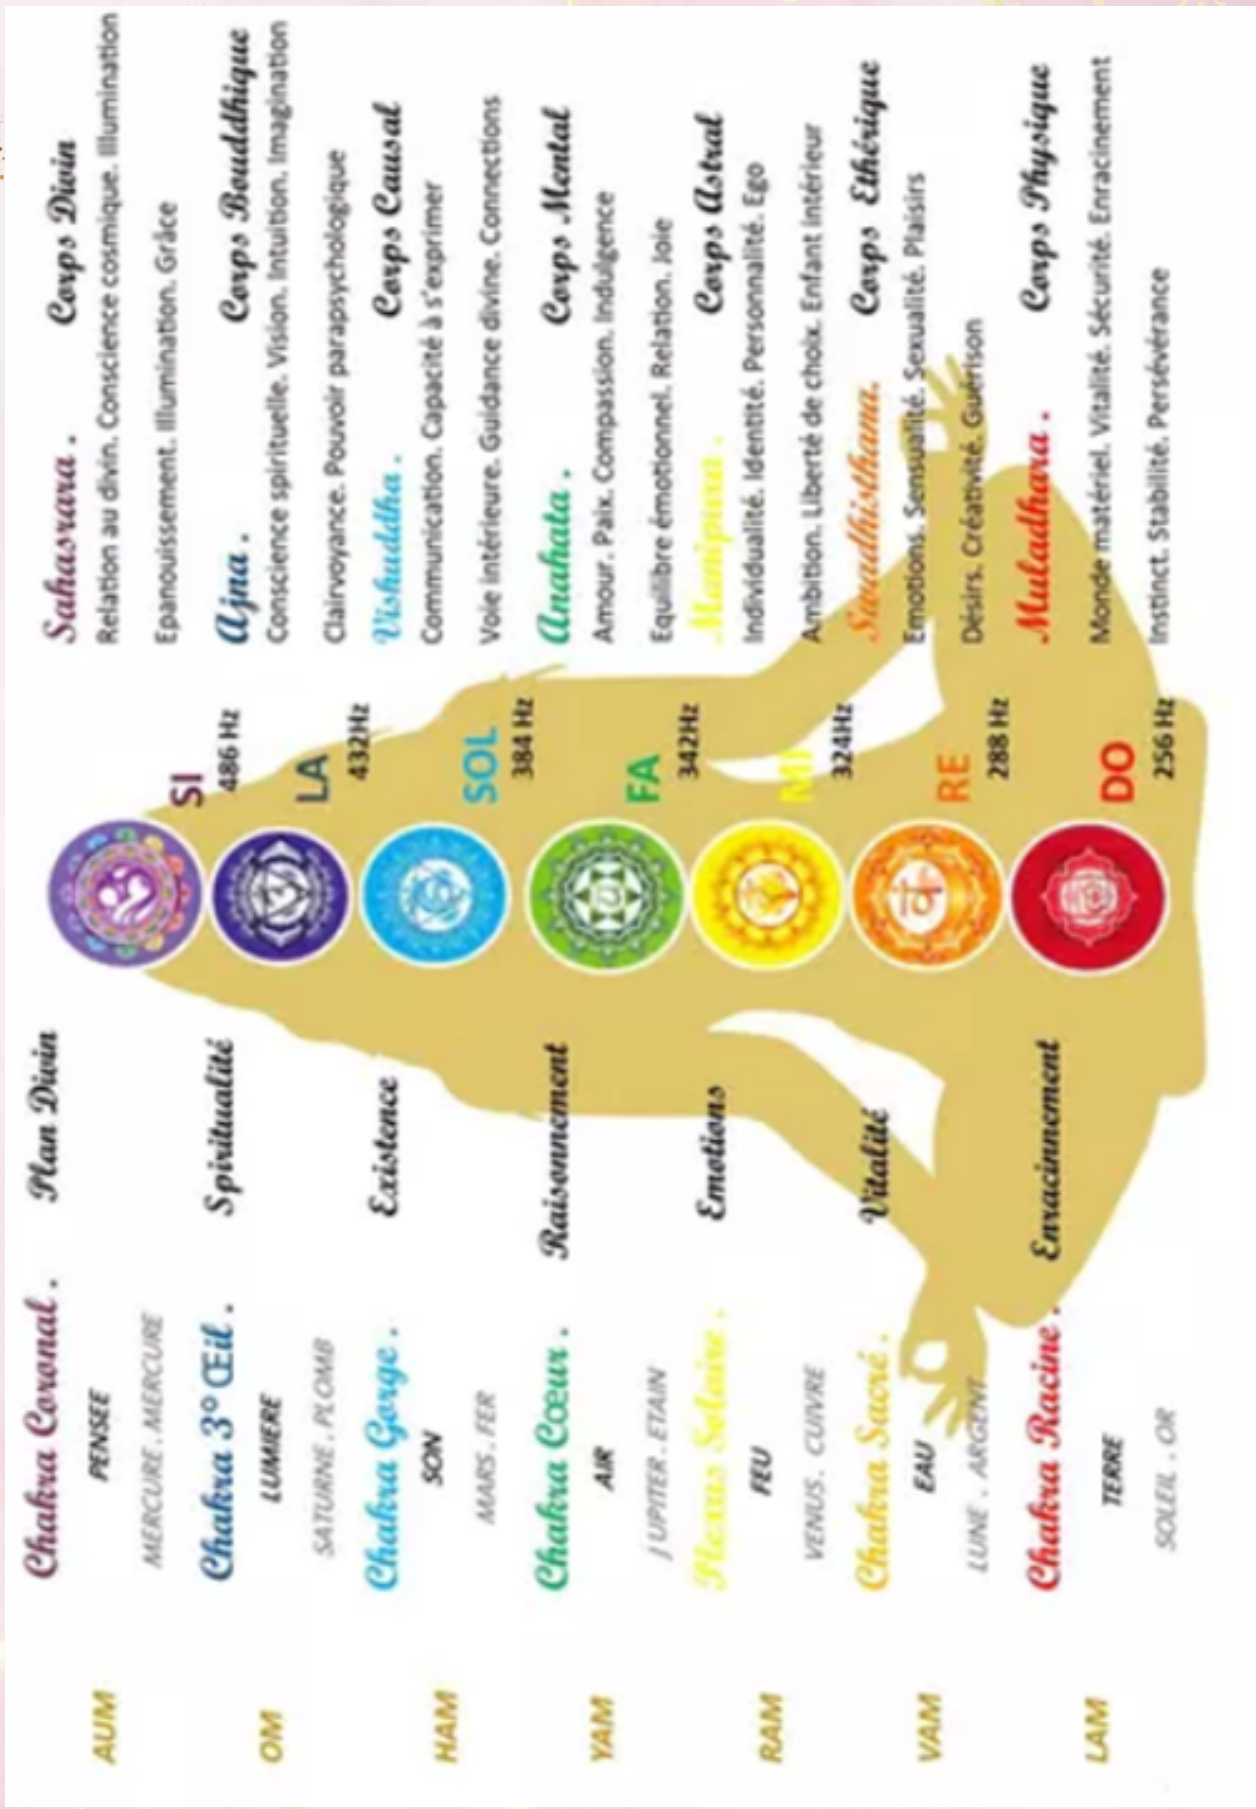 Chakra Coronal . Plan Divin
AUM
PENSEE
MERCURE . MERCURE
SI
486 Hz
Sahasrara . Corps Divin
Relation au divin. Conscience cosmique. Illumination
Epanouissement. Illumination. Grâce
Chakra 3° Œil . Spiritualité
OM
LUMIERE
SATURNE . PLOMB
LA
432Hz
Ajna . Corps Bouddhique
Conscience spirituelle. Vision. Intuition. Imagination
Clairvoyance. Pouvoir parapsychologique
Chakra Gorge . Existence
HAM
SON
MARS . FER
SOL
384 Hz
Vishuddha . Corps Causal
Communication. Capacité à s'exprimer
Voie intérieure. Guidance divine. Connections
Chakra Cœur . Raisonnement
YAM
AIR
JUPITER . ETAIN
FA
342Hz
Anahata . Corps Mental
Amour. Paix. Compassion. Indulgence
Equilibre émotionnel. Relation. Joie
Plexus Solaire . Emotions
RAM
FEU
VENUS . CUIVRE
MI
324Hz
Manipura . Corps Astral
Individualité. Identité. Personnalité. Ego
Ambition. Liberté de choix. Enfant intérieur
Chakra Sacré . Vitalité
VAM
EAU
LUNE . ARGENT
व
RE
288 Hz
Swadhisthana. Corps Ethérique
Emotions. Sensualité. Sexualité. Plaisirs
Désirs. Créativité. Guérison
Chakra Racine . Enracinnement
LAM
TERRE
SOLEIL . OR
DO
256 Hz
Muladhara . Corps Physique
Monde matériel. Vitalité. Sécurité. Enracinement
Instinct. Stabilité. Persévérance